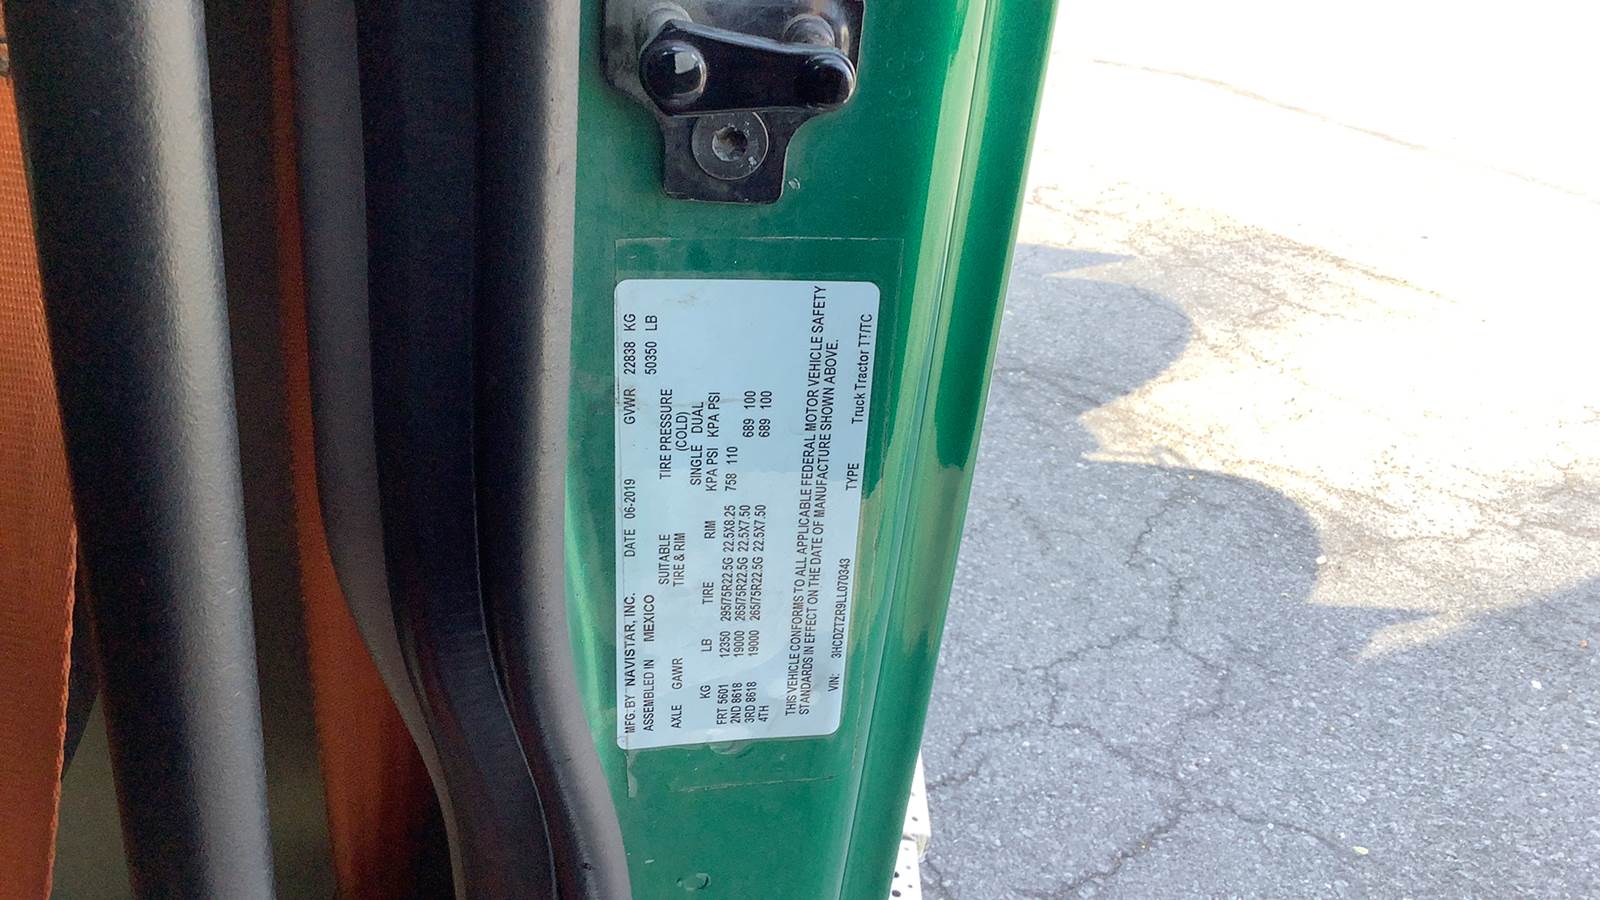 MFG. BY NAVISTAR, INC. DATE 06-2019 GVWR 22838 KG
ASSEMBLED IN MEXICO 50350 LB
SUITABLE TIRE PRESSURE
AXLE GAWR TIRE & RIM (COLD)
SINGLE DUAL
KG LB TIRE RIM KPA PSI KPA PSI
FRT 5601 12350 295/75R22.5G 22.5X8.25 758 110
2ND 8618 19000 265/75R22.5G 22.5X7.50 689 100
3RD 8618 19000 265/75R22.5G 22.5X7.50 689 100
4TH
THIS VEHICLE CONFORMS TO ALL APPLICABLE FEDERAL MOTOR VEHICLE SAFETY
STANDARDS IN EFFECT ON THE DATE OF MANUFACTURE SHOWN ABOVE.
VIN: 3HCDZTZR9LL070343 TYPE Truck Tractor TT/TC